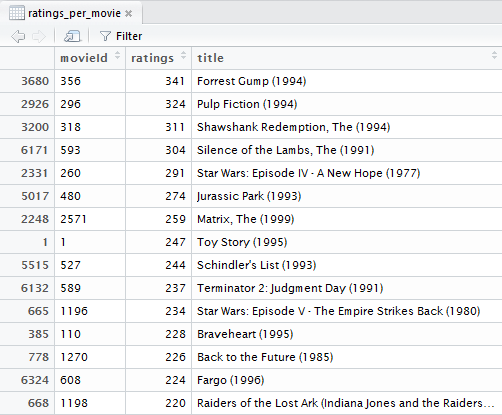 ratings_per_movie
Filter
movieId ratings title
3680 356 341 Forrest Gump (1994)
2926 296 324 Pulp Fiction (1994)
3200 318 311 Shawshank Redemption, The (1994)
6171 593 304 Silence of the Lambs, The (1991)
2331 260 291 Star Wars: Episode IV - A New Hope (1977)
5017 480 274 Jurassic Park (1993)
2248 2571 259 Matrix, The (1999)
1 1 247 Toy Story (1995)
5515 527 244 Schindler's List (1993)
6132 589 237 Terminator 2: Judgment Day (1991)
665 1196 234 Star Wars: Episode V - The Empire Strikes Back (1980)
385 110 228 Braveheart (1995)
778 1270 226 Back to the Future (1985)
6324 608 224 Fargo (1996)
668 1198 220 Raiders of the Lost Ark (Indiana Jones and the Raiders...